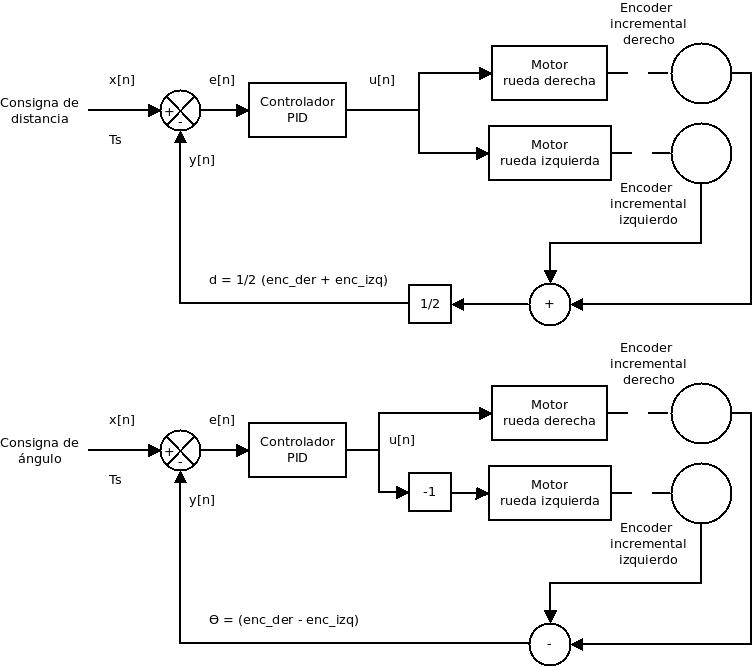 Encoder
incremental
derecho
x[n]
e[n]
u[n]
Motor
rueda derecha
Consigna de
distancia
+
-
Controlador
PID
Ts
y[n]
Motor
rueda izquierda
Encoder
incremental
izquierdo
d = 1/2 (enc_der + enc_izq)
1/2
+
Encoder
incremental
derecho
x[n]
e[n]
Motor
rueda derecha
u[n]
Consigna de
ángulo
+
-
Controlador
PID
Ts
y[n]
-1
Motor
rueda izquierda
Encoder
incremental
izquierdo
ϴ = (enc_der - enc_izq)
-